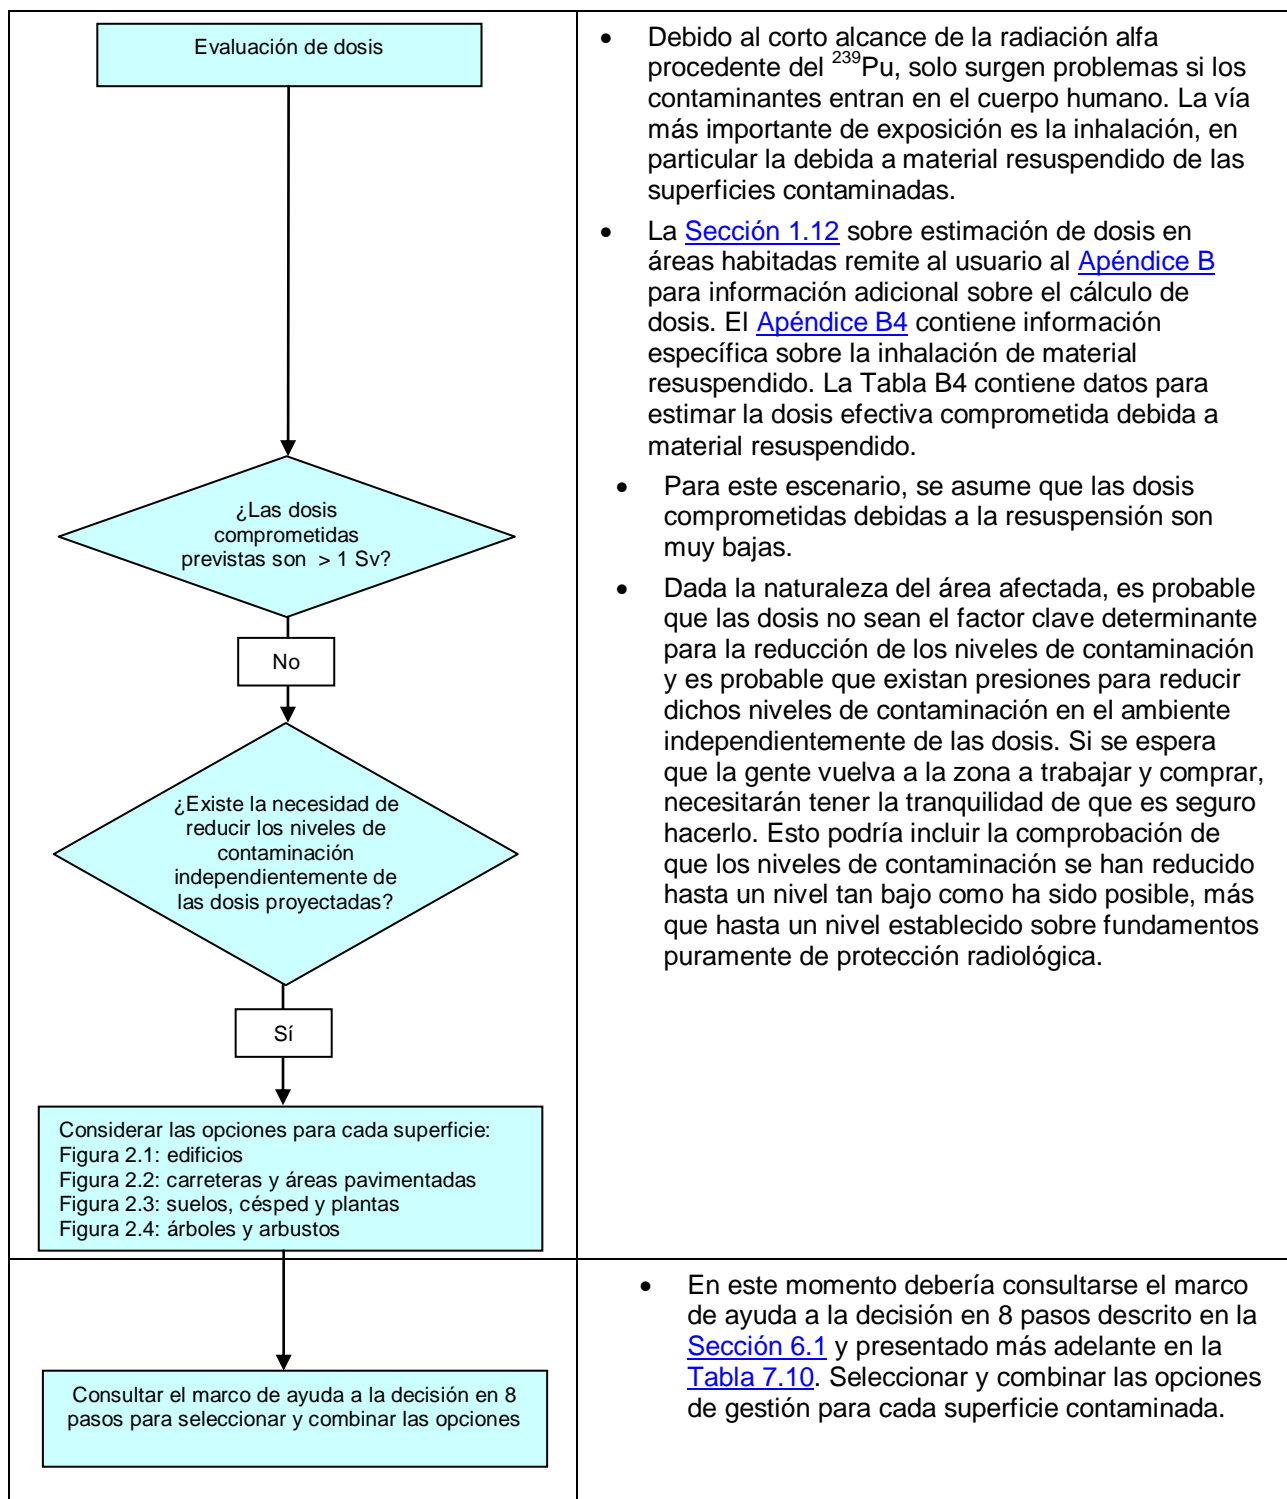 Evaluación de dosis
¿Las dosis
comprometidas
previstas son > 1 Sv?
No
¿Existe la necesidad de
reducir los niveles de
contaminación
independientemente de
las dosis proyectadas?
Sí
Considerar las opciones para cada superficie:
Figura 2.1: edificios
Figura 2.2: carreteras y áreas pavimentadas
Figura 2.3: suelos, césped y plantas
Figura 2.4: árboles y arbustos
• Debido al corto alcance de la radiación alfa
procedente del ²³⁹Pu, solo surgen problemas si los
contaminantes entran en el cuerpo humano. La vía
más importante de exposición es la inhalación, en
particular la debida a material resuspendido de las
superficies contaminadas.
• La Sección 1.12 sobre estimación de dosis en
áreas habitadas remite al usuario al Apéndice B
para información adicional sobre el cálculo de
dosis. El Apéndice B4 contiene información
específica sobre la inhalación de material
resuspendido. La Tabla B4 contiene datos para
estimar la dosis efectiva comprometida debida a
material resuspendido.
• Para este escenario, se asume que las dosis
comprometidas debidas a la resuspensión son
muy bajas.
• Dada la naturaleza del área afectada, es probable
que las dosis no sean el factor clave determinante
para la reducción de los niveles de contaminación
y es probable que existan presiones para reducir
dichos niveles de contaminación en el ambiente
independientemente de las dosis. Si se espera
que la gente vuelva a la zona a trabajar y comprar,
necesitarán tener la tranquilidad de que es seguro
hacerlo. Esto podría incluir la comprobación de
que los niveles de contaminación se han reducido
hasta un nivel tan bajo como ha sido posible, más
que hasta un nivel establecido sobre fundamentos
puramente de protección radiológica.
Consultar el marco de ayuda a la decisión en 8
pasos para seleccionar y combinar las opciones
• En este momento debería consultarse el marco
de ayuda a la decisión en 8 pasos descrito en la
Sección 6.1 y presentado más adelante en la
Tabla 7.10. Seleccionar y combinar las opciones
de gestión para cada superficie contaminada.